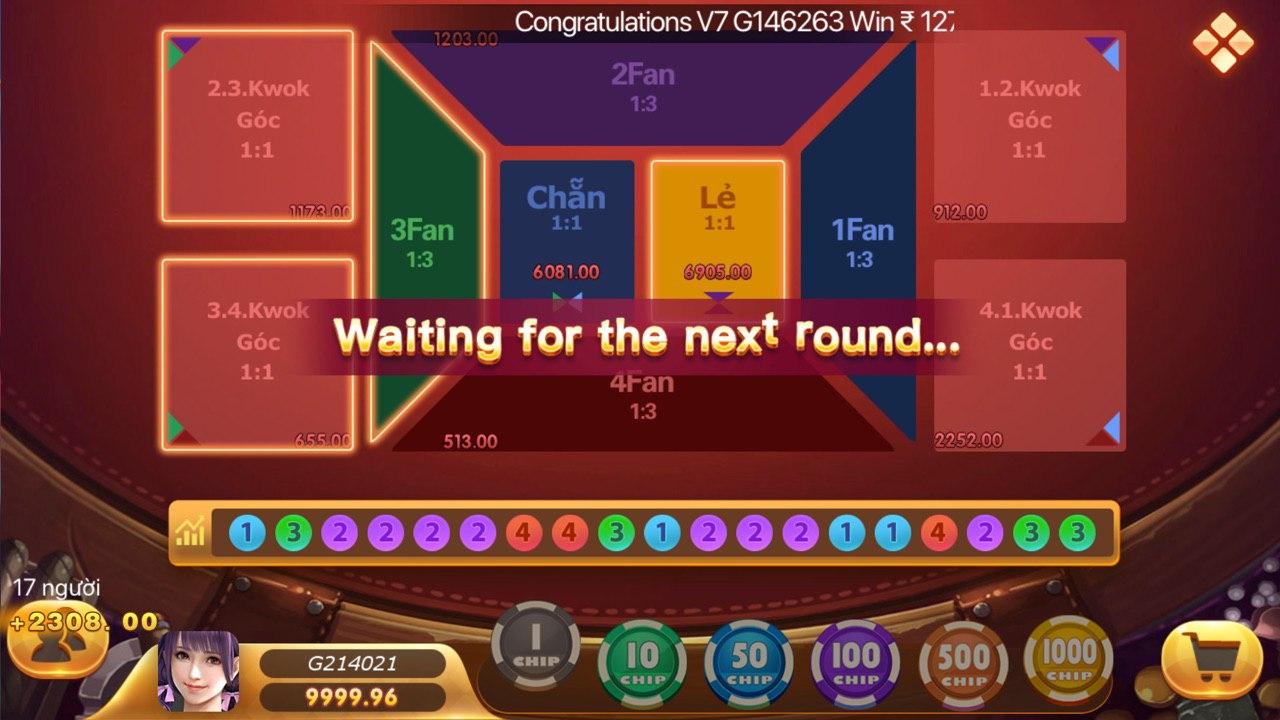 Congratulations V7 G146263 Win ₹ 127
1203.00
2Fan
1:3
2.3.Kwok
Góc
1:1
1173.00
1.2.Kwok
Góc
1:1
912.00
3Fan
1:3
Chẵn
1:1
6081.00
Lẻ
1:1
6905.00
1Fan
1:3
3.4.Kwok
Góc
1:1
655.00
4.1.Kwok
Góc
1:1
2252.00
Waiting for the next round...
4Fan
1:3
513.00
1 3 2 2 2 2 4 4 3 1 2 2 2 1 1 4 2 3 3
17 người
+2308.00
G214021
9999.96
1 CHIP
10 CHIP
50 CHIP
100 CHIP
500 CHIP
1000 CHIP